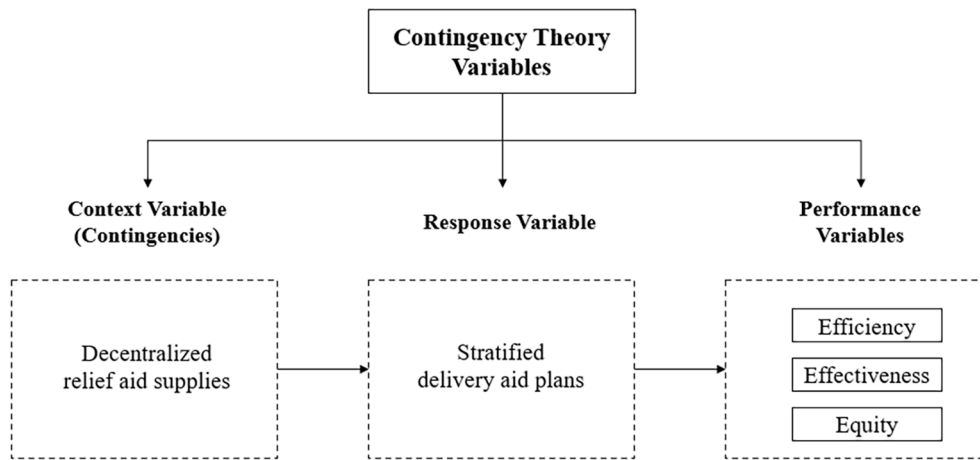 Contingency Theory
Variables
Context Variable
(Contingencies)
Response Variable
Performance
Variables
Decentralized
relief aid supplies
Stratified
delivery aid plans
Efficiency
Effectiveness
Equity